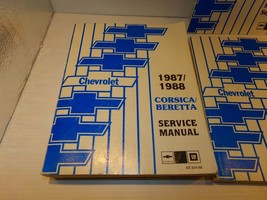 Chevrolet
1987/
1988
CORSICA/
BERETTA
SERVICE
MANUAL
Chevrolet